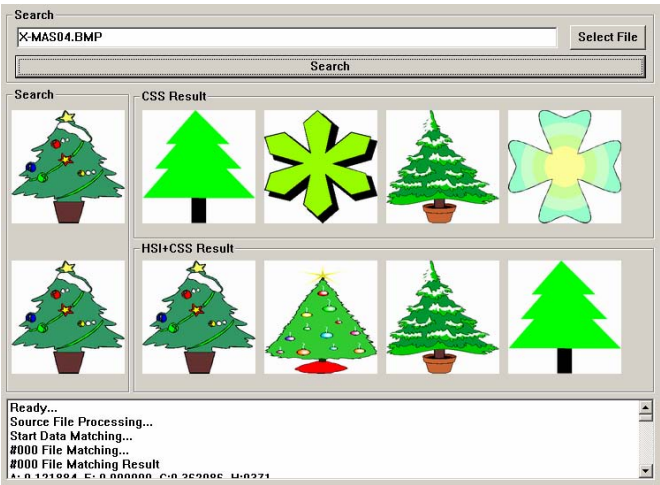 Search
X-MAS04.BMP
Select File
Search
Search
CSS Result
HSI+CSS Result
Ready...
Source File Processing...
Start Data Matching...
#000 File Matching...
#000 File Matching Result